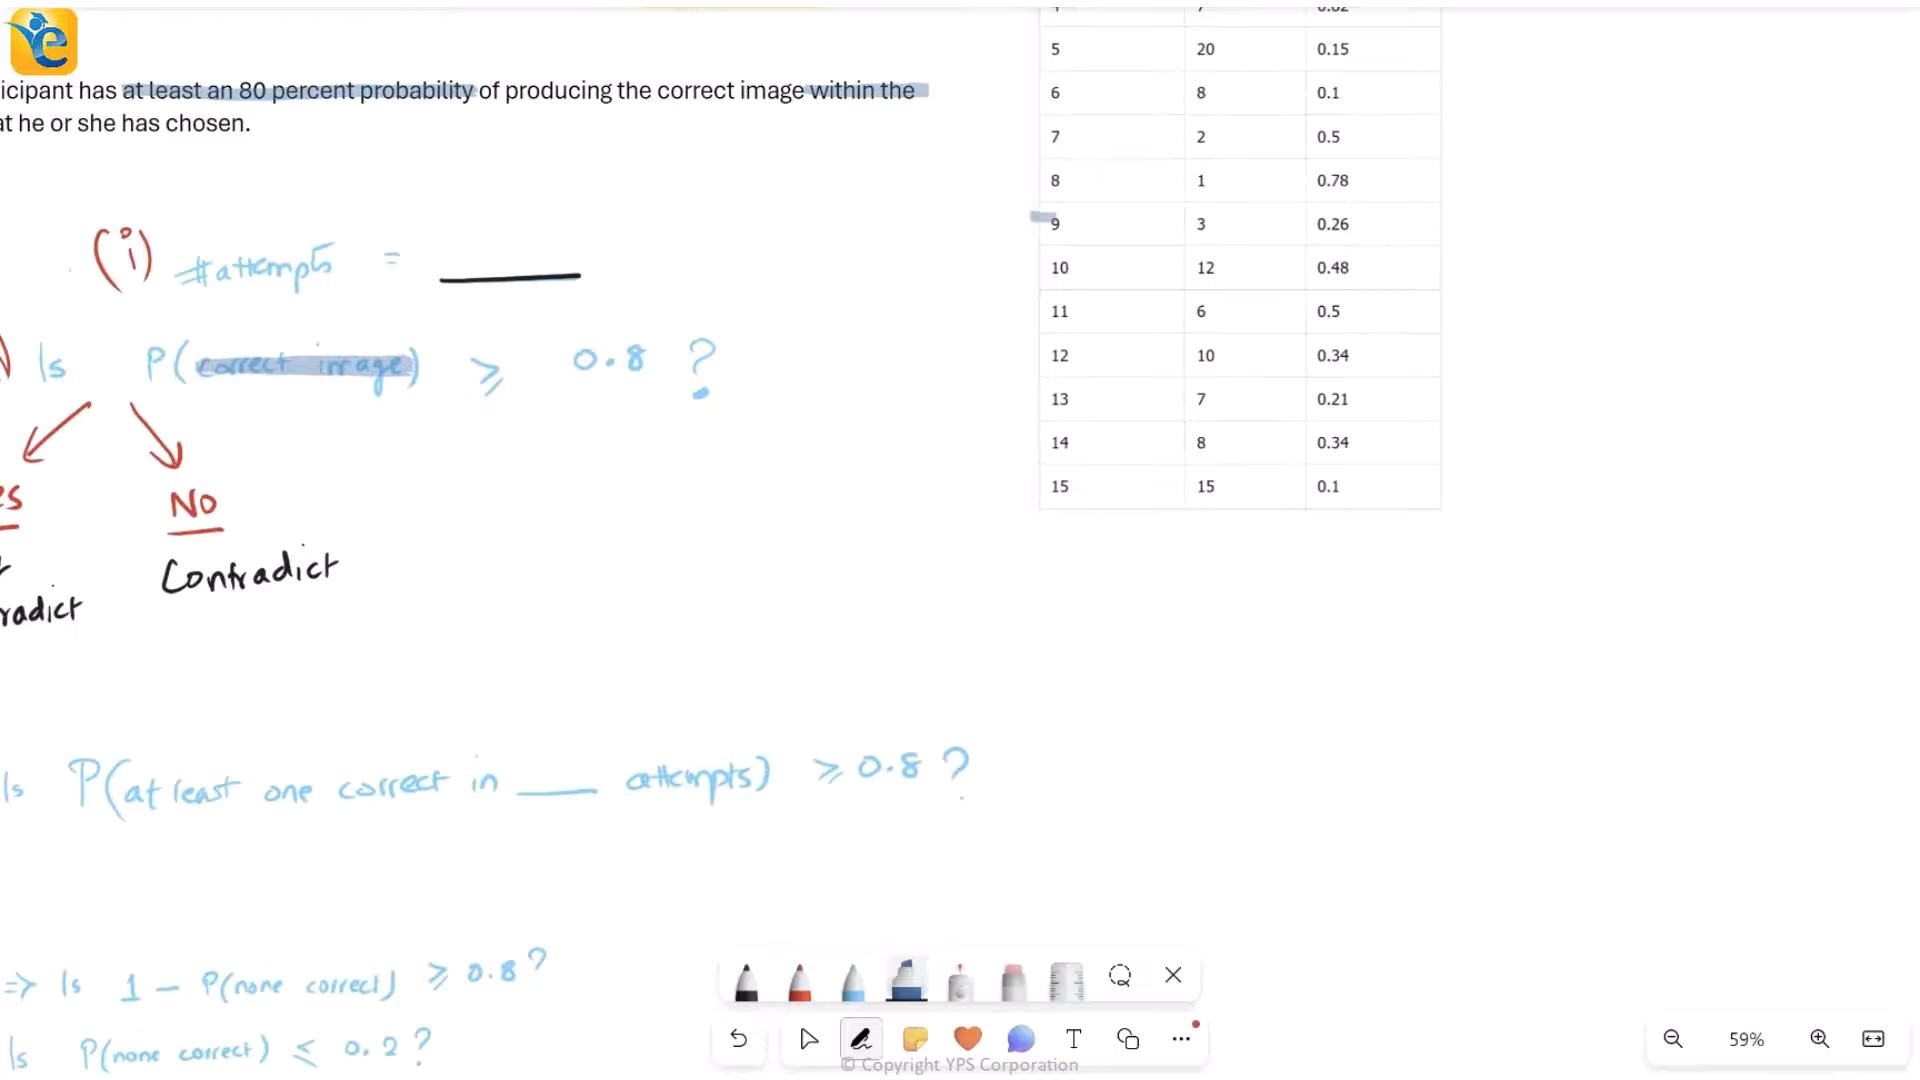 5 20 0.15
icipant has at least an 80 percent probability of producing the correct image within the
6 8 0.1
at he or she has chosen.
7 2 0.5
8 1 0.78
9 3 0.26
10 12 0.48
11 6 0.5
12 10 0.34
13 7 0.21
14 8 0.34
15 15 0.1
(i) #attempts =
Is P(correct image) ⩾ 0.8 ?
es No
Contradict
radict
Is P(at least one correct in ___ attempts) ⩾ 0.8 ?
=> Is 1 - P(none correct) ⩾ 0.8 ?
Is P(none correct) ≤ 0.2 ?
T
59%
© Copyright YPS Corporation